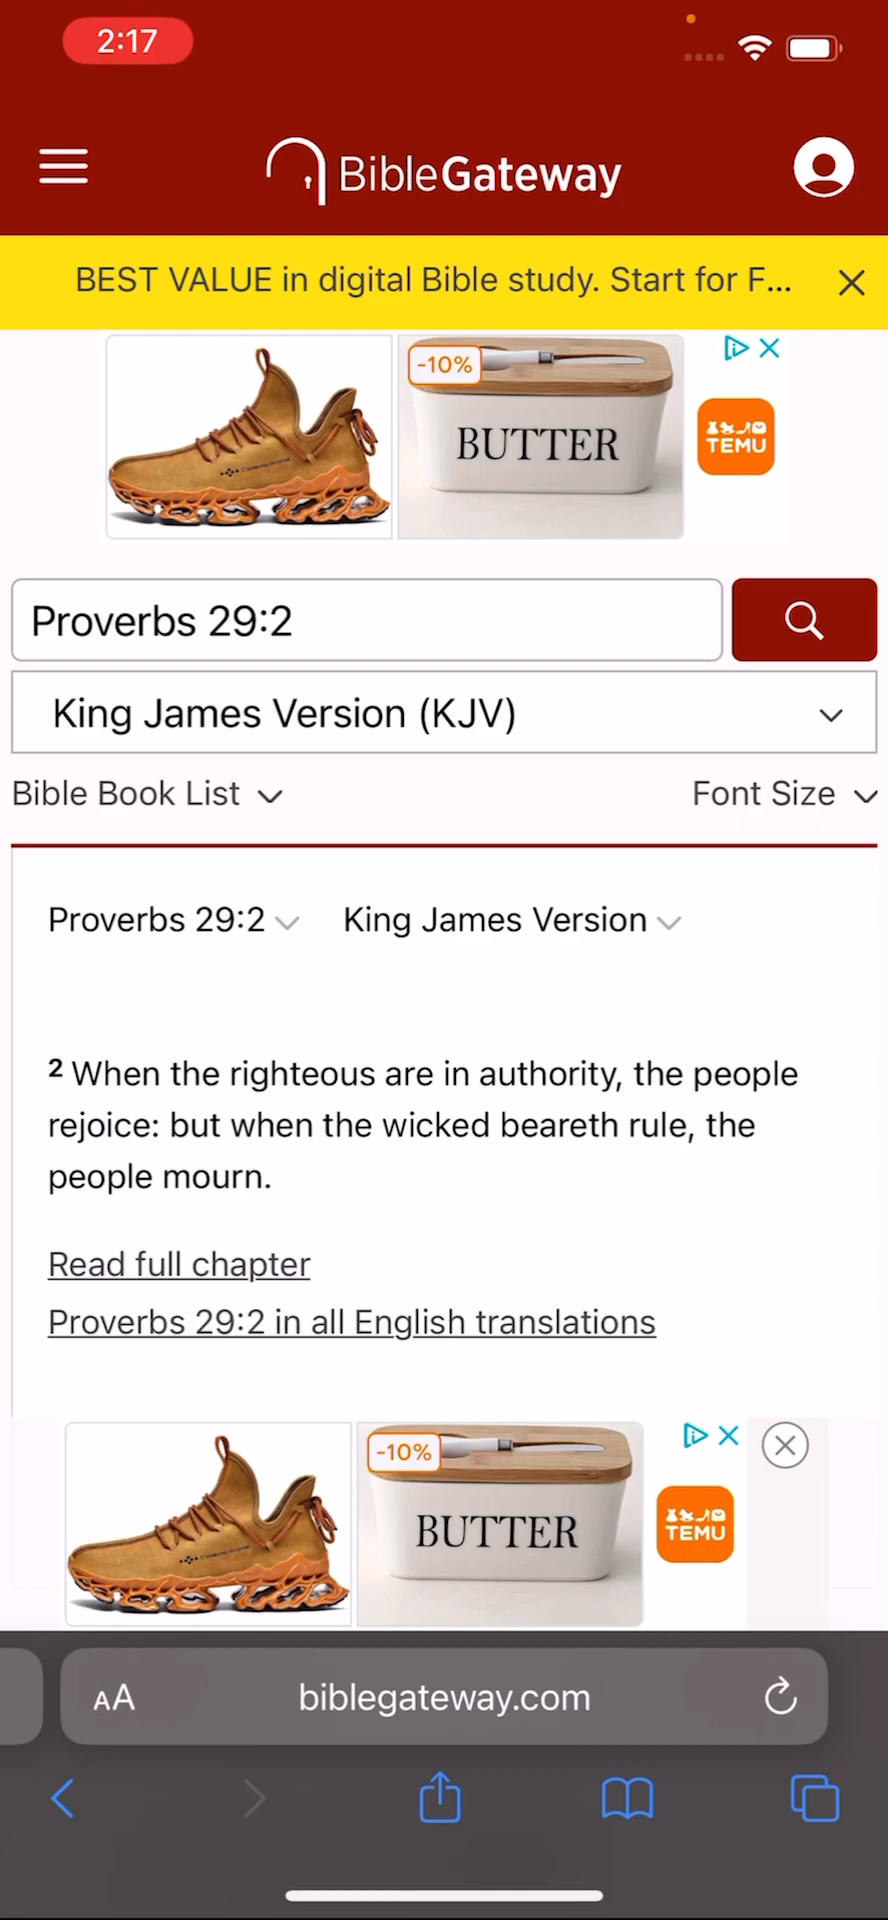 2:17
BibleGateway
BEST VALUE in digital Bible study. Start for F...
-10%
BUTTER
TEMU
Proverbs 29:2
King James Version (KJV)
Bible Book List
Font Size
Proverbs 29:2
King James Version
2 When the righteous are in authority, the people
rejoice: but when the wicked beareth rule, the
people mourn.
Read full chapter
Proverbs 29:2 in all English translations
-10%
BUTTER
TEMU
AA
biblegateway.com